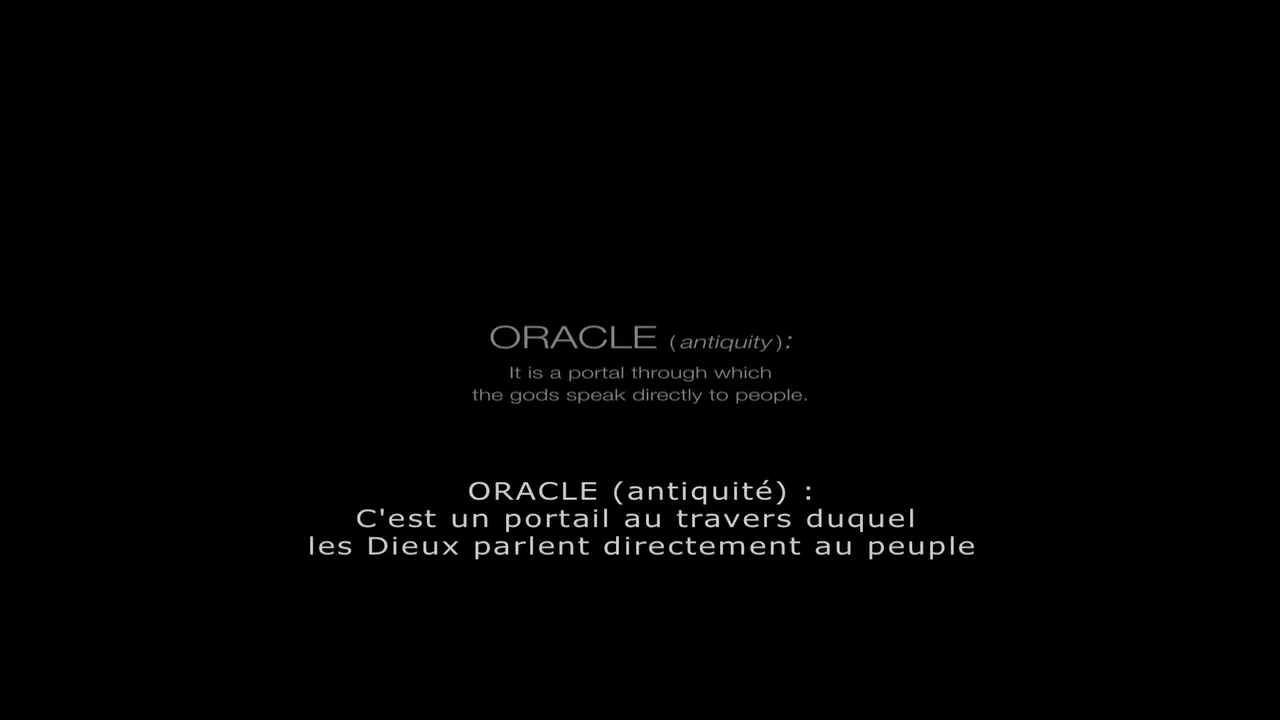 ORACLE (antiquity):
It is a portal through which
the gods speak directly to people.
ORACLE (antiquité) :
C'est un portail au travers duquel
les Dieux parlent directement au peuple